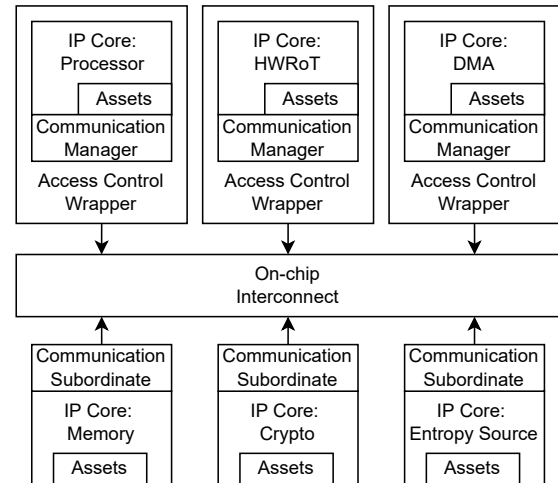 IP Core:
Processor
Assets
Communication
Manager
Access Control
Wrapper
IP Core:
HWRoT
Assets
Communication
Manager
Access Control
Wrapper
IP Core:
DMA
Assets
Communication
Manager
Access Control
Wrapper
On-chip
Interconnect
Communication
Subordinate
IP Core:
Memory
Assets
Communication
Subordinate
IP Core:
Crypto
Assets
Communication
Subordinate
IP Core:
Entropy Source
Assets